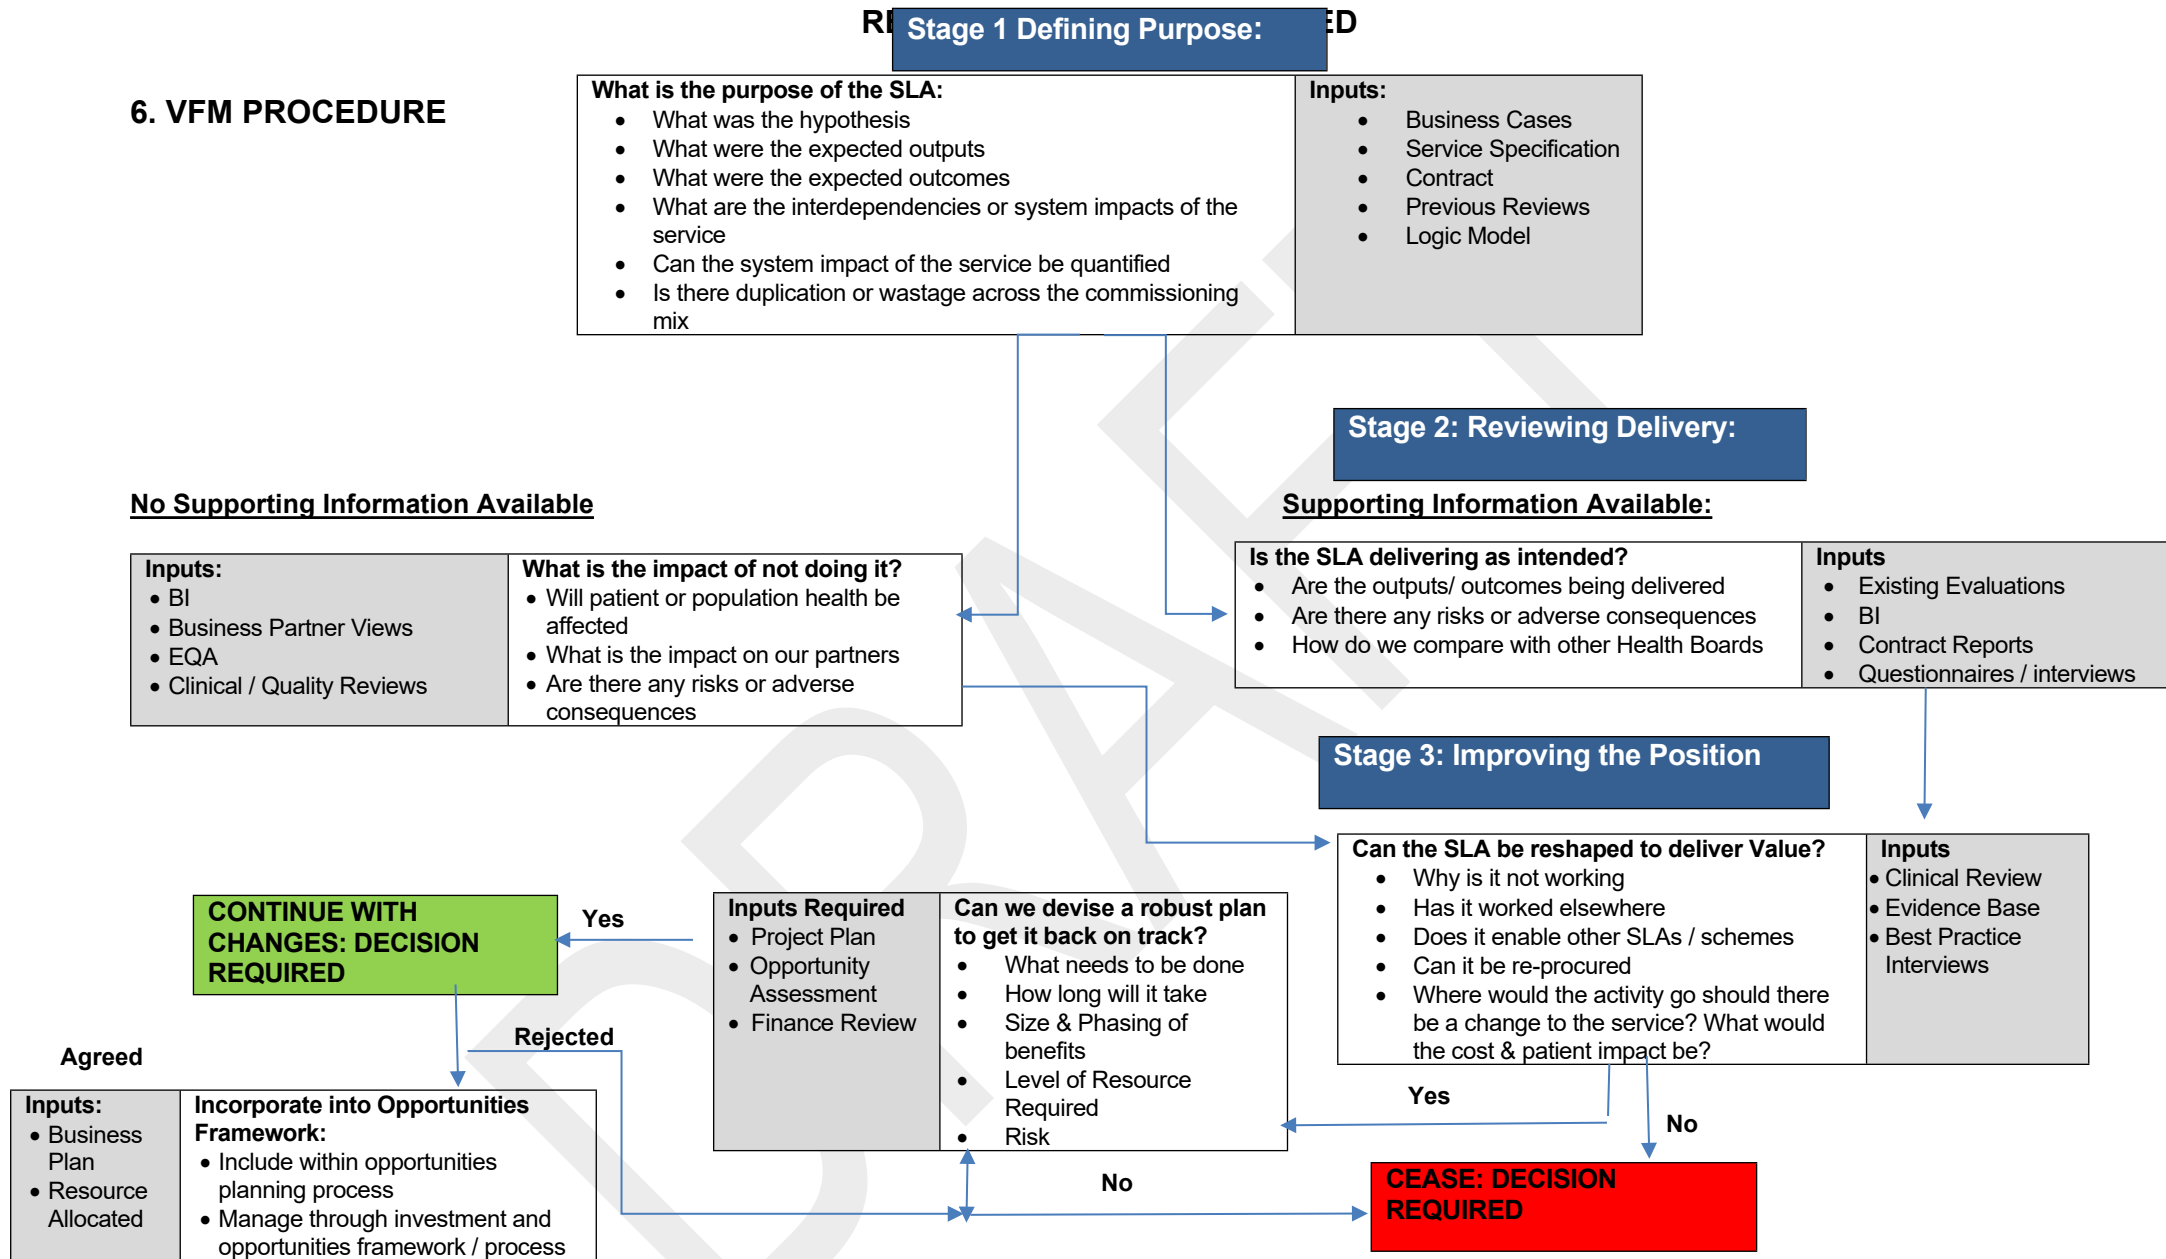 Stage 1 Defining Purpose:
6. VFM PROCEDURE
What is the purpose of the SLA:
• What was the hypothesis
• What were the expected outputs
• What were the expected outcomes
• What are the interdependencies or system impacts of the
service
• Can the system impact of the service be quantified
• Is there duplication or wastage across the commissioning
mix
Inputs:
• Business Cases
• Service Specification
• Contract
• Previous Reviews
• Logic Model
Stage 2: Reviewing Delivery:
No Supporting Information Available
Supporting Information Available:
Inputs:
• BI
• Business Partner Views
• EQA
• Clinical / Quality Reviews
What is the impact of not doing it?
• Will patient or population health be
affected
• What is the impact on our partners
• Are there any risks or adverse
consequences
Is the SLA delivering as intended?
• Are the outputs/ outcomes being delivered
• Are there any risks or adverse consequences
• How do we compare with other Health Boards
Inputs
• Existing Evaluations
• BI
• Contract Reports
• Questionnaires / interviews
Stage 3: Improving the Position
Can the SLA be reshaped to deliver Value?
• Why is it not working
• Has it worked elsewhere
• Does it enable other SLAs / schemes
• Can it be re-procured
• Where would the activity go should there
be a change to the service? What would
the cost & patient impact be?
Inputs
• Clinical Review
• Evidence Base
• Best Practice
Interviews
CONTINUE WITH
CHANGES: DECISION
REQUIRED
Yes
Inputs Required
• Project Plan
• Opportunity
Assessment
• Finance Review
Can we devise a robust plan
to get it back on track?
• What needs to be done
• How long will it take
• Size & Phasing of
benefits
• Level of Resource
Required
• Risk
Rejected
Agreed
Yes
No
Inputs:
• Business
Plan
• Resource
Allocated
Incorporate into Opportunities
Framework:
• Include within opportunities
planning process
• Manage through investment and
opportunities framework / process
No
CEASE: DECISION
REQUIRED
DRAFT